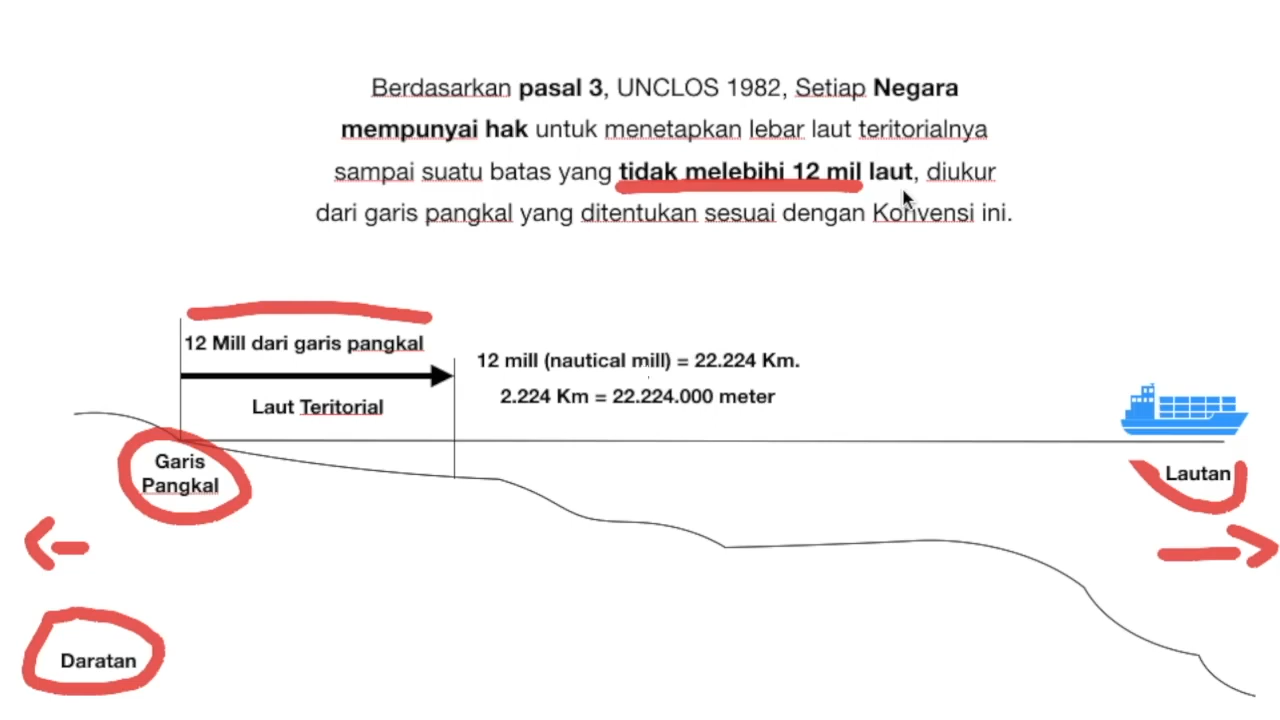 Berdasarkan pasal 3, UNCLOS 1982, Setiap Negara
mempunyai hak untuk menetapkan lebar laut teritorialnya
sampai suatu batas yang tidak melebihi 12 mil laut, diukur
dari garis pangkal yang ditentukan sesuai dengan Konvensi ini.
12 Mill dari garis pangkal
12 mill (nautical mill) = 22.224 Km.
2.224 Km = 22.224.000 meter
Laut Teritorial
Garis
Pangkal
Lautan
Daratan